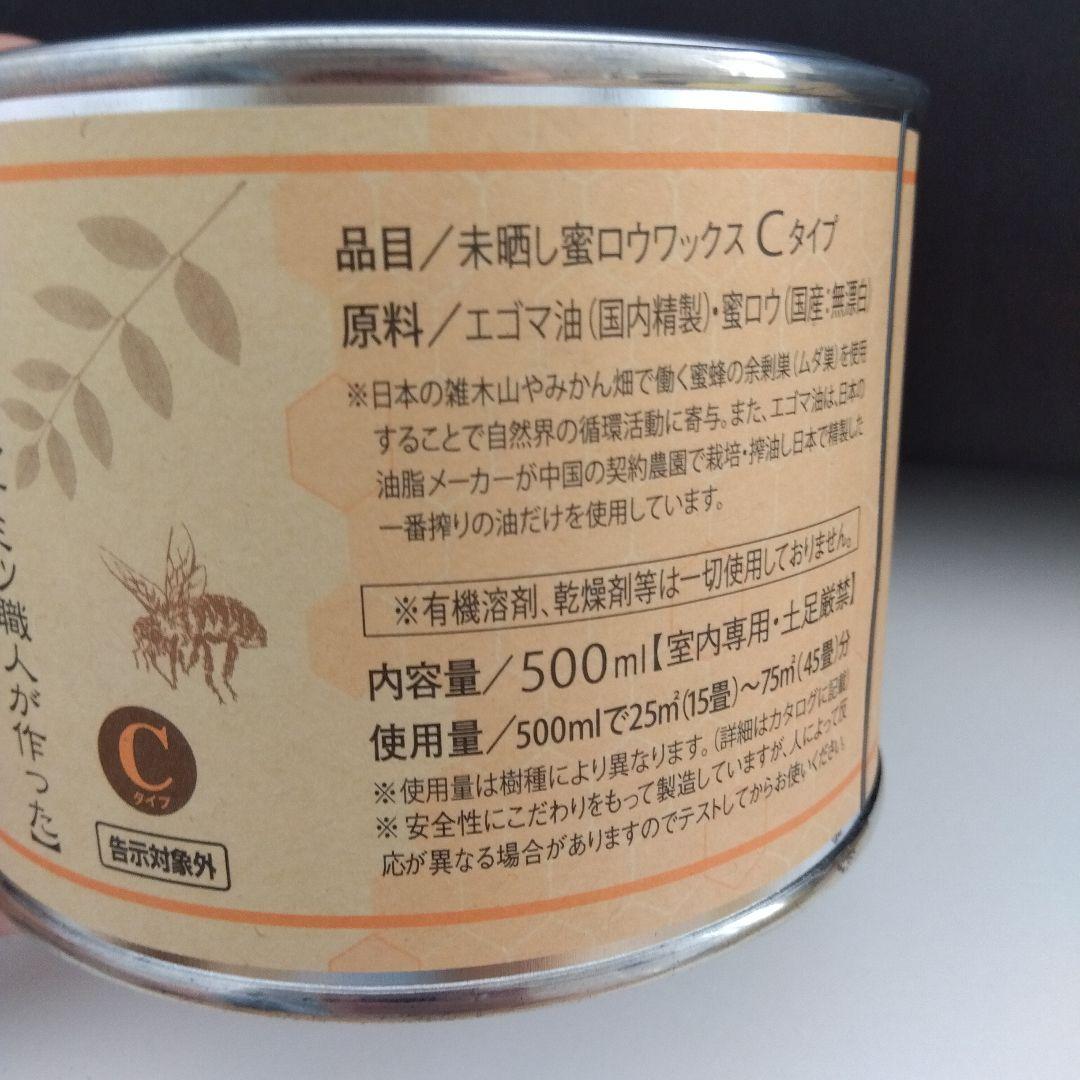 品目／未晒し蜜ロウワックス Cタイプ
原料／エゴマ油(国内精製)・蜜ロウ(国産:無漂白)
※日本の雑木山やみかん畑で働く蜜蜂の余剰巣(ムダ巣)を使用
することで自然界の循環活動に寄与。また、エゴマ油は、日本の
油脂メーカーが中国の契約農園で栽培・搾油し日本で精製した
一番搾りの油だけを使用しています。
※有機溶剤、乾燥剤等は一切使用しておりません。
内容量／500ml【室内専用・土足厳禁】
使用量／500mlで25㎡(15畳)～75㎡(45畳)分
※使用量は樹種により異なります。(詳細はカタログに記載)
※安全性にこだわりをもって製造していますが、人によって反
応が異なる場合がありますのでテストしてからお使いください。
職人が作った】
C
タイプ
告示対象外